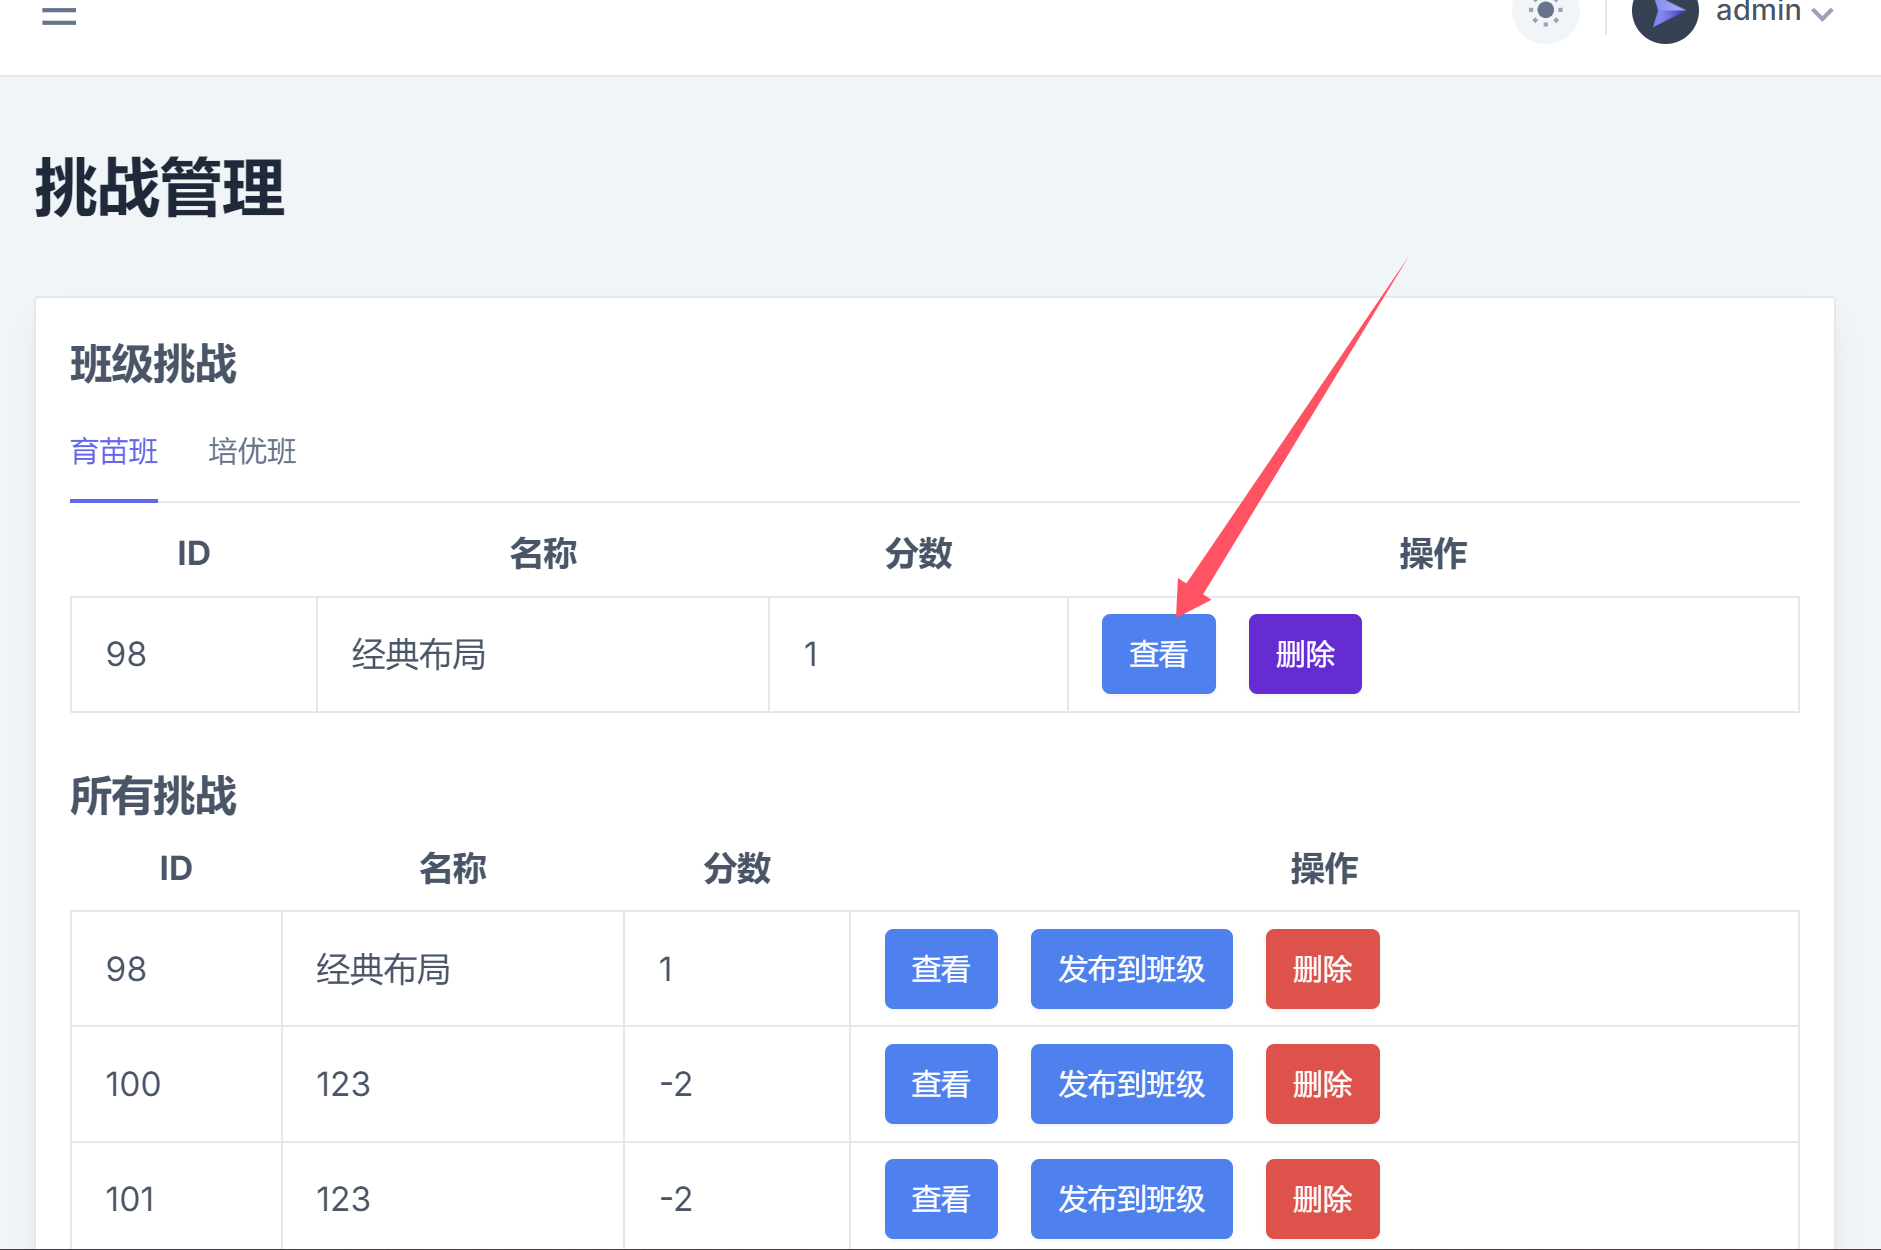 admin
挑战管理
班级挑战
育苗班 培优班
ID 名称 分数 操作
98 经典布局 1 查看 删除
所有挑战
ID 名称 分数 操作
98 经典布局 1 查看 发布到班级 删除
100 123 -2 查看 发布到班级 删除
101 123 -2 查看 发布到班级 删除